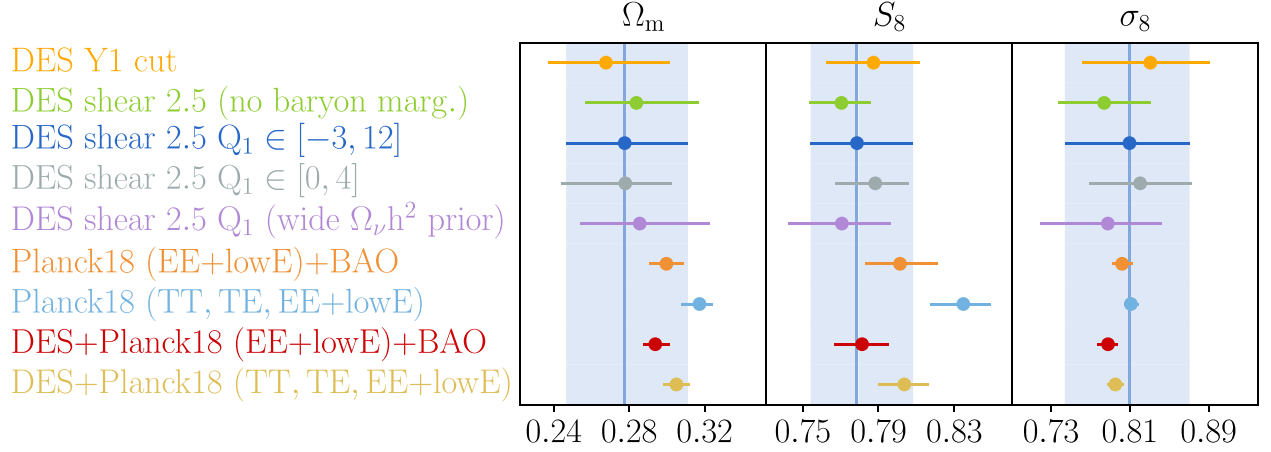 Ωₘ S₈ σ₈
DES Y1 cut
DES shear 2.5 (no baryon marg.)
DES shear 2.5 Q₁ ∈ [−3, 12]
DES shear 2.5 Q₁ ∈ [0, 4]
DES shear 2.5 Q₁ (wide Ω_νh² prior)
Planck18 (EE+lowE)+BAO
Planck18 (TT, TE, EE+lowE)
DES+Planck18 (EE+lowE)+BAO
DES+Planck18 (TT, TE, EE+lowE)
0.24 0.28 0.32 0.75 0.79 0.83 0.73 0.81 0.89